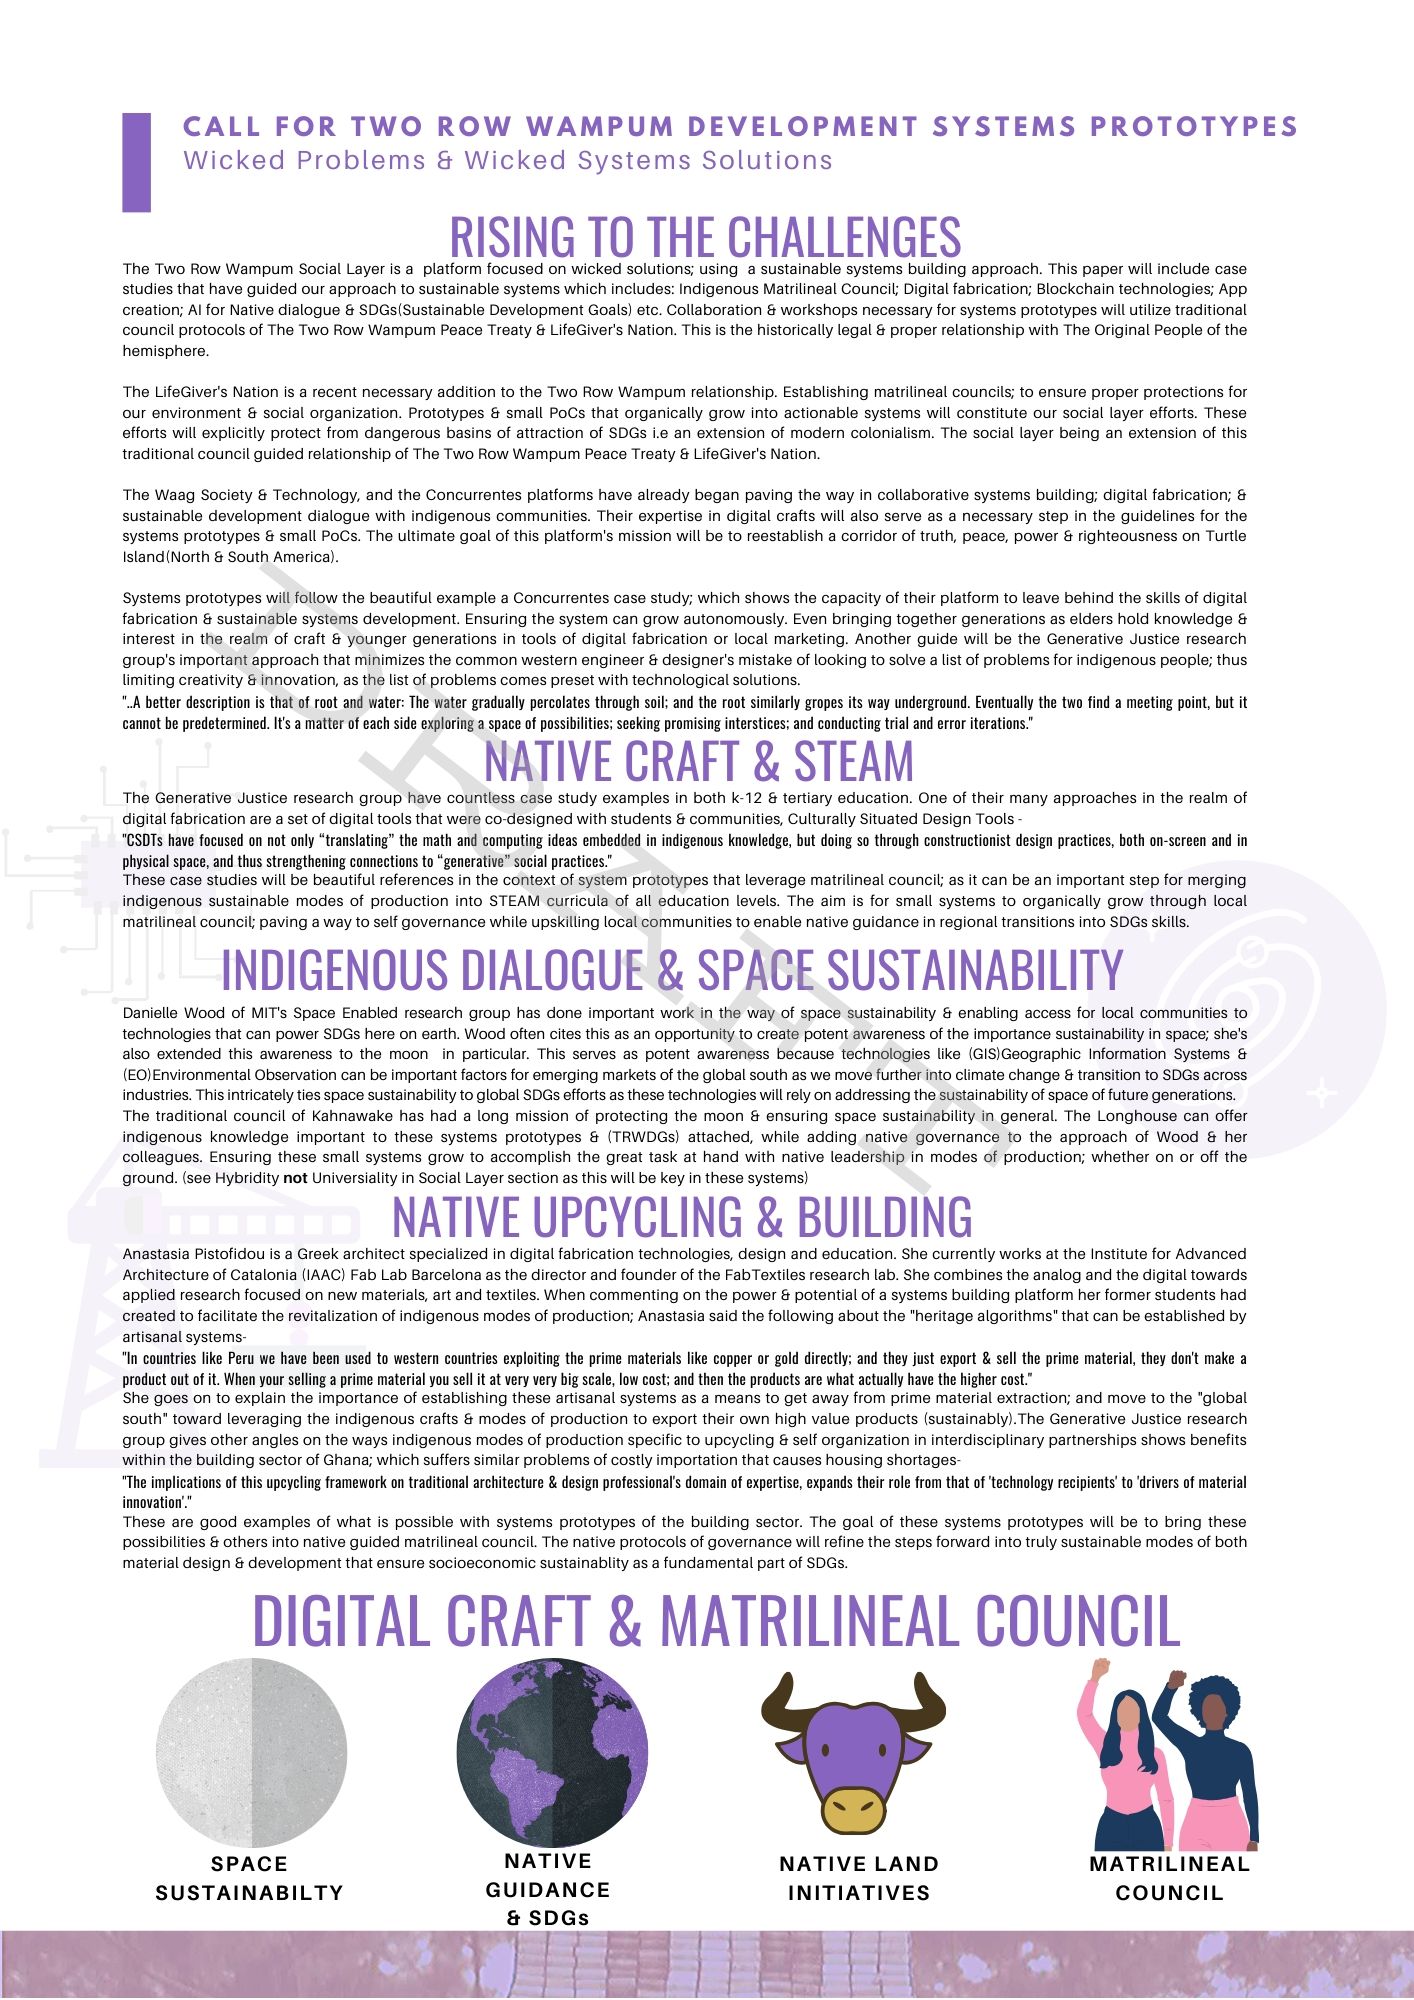 CALL FOR TWO ROW WAMPUM DEVELOPMENT SYSTEMS PROTOTYPES
Wicked Problems & Wicked Systems Solutions
RISING TO THE CHALLENGES
The Two Row Wampum Social Layer is a platform focused on wicked solutions; using a sustainable systems building approach. This paper will include case
studies that have guided our approach to sustainable systems which includes: Indigenous Matrilineal Council; Digital fabrication; Blockchain technologies; App
creation; AI for Native dialogue & SDGs(Sustainable Development Goals) etc. Collaboration & workshops necessary for systems prototypes will utilize traditional
council protocols of The Two Row Wampum Peace Treaty & LifeGiver's Nation. This is the historically legal & proper relationship with The Original People of the
hemisphere.
The LifeGiver's Nation is a recent necessary addition to the Two Row Wampum relationship. Establishing matrilineal councils; to ensure proper protections for
our environment & social organization. Prototypes & small PoCs that organically grow into actionable systems will constitute our social layer efforts. These
efforts will explicitly protect from dangerous basins of attraction of SDGs i.e an extension of modern colonialism. The social layer being an extension of this
traditional council guided relationship of The Two Row Wampum Peace Treaty & LifeGiver's Nation.
The Waag Society & Technology, and the Concurrentes platforms have already began paving the way in collaborative systems building; digital fabrication; &
sustainable development dialogue with indigenous communities. Their expertise in digital crafts will also serve as a necessary step in the guidelines for the
systems prototypes & small PoCs. The ultimate goal of this platform's mission will be to reestablish a corridor of truth, peace, power & righteousness on Turtle
Island(North & South America).
Systems prototypes will follow the beautiful example a Concurrentes case study; which shows the capacity of their platform to leave behind the skills of digital
fabrication & sustainable systems development. Ensuring the system can grow autonomously. Even bringing together generations as elders hold knowledge &
interest in the realm of craft & younger generations in tools of digital fabrication or local marketing. Another guide will be the Generative Justice research
group's important approach that minimizes the common western engineer & designer's mistake of looking to solve a list of problems for indigenous people; thus
limiting creativity & innovation, as the list of problems comes preset with technological solutions.
"..A better description is that of root and water: The water gradually percolates through soil; and the root similarly gropes its way underground. Eventually the two find a meeting point, but it
cannot be predetermined. It's a matter of each side exploring a space of possibilities; seeking promising interstices; and conducting trial and error iterations."
NATIVE CRAFT & STEAM
The Generative Justice research group have countless case study examples in both k-12 & tertiary education. One of their many approaches in the realm of
digital fabrication are a set of digital tools that were co-designed with students & communities, Culturally Situated Design Tools -
"CSDTs have focused on not only “translating” the math and computing ideas embedded in indigenous knowledge, but doing so through constructionist design practices, both on-screen and in
physical space, and thus strengthening connections to “generative” social practices."
These case studies will be beautiful references in the context of system prototypes that leverage matrilineal council; as it can be an important step for merging
indigenous sustainable modes of production into STEAM curricula of all education levels. The aim is for small systems to organically grow through local
matrilineal council; paving a way to self governance while upskilling local communities to enable native guidance in regional transitions into SDGs skills.
INDIGENOUS DIALOGUE & SPACE SUSTAINABILITY
Danielle Wood of MIT's Space Enabled research group has done important work in the way of space sustainability & enabling access for local communities to
technologies that can power SDGs here on earth. Wood often cites this as an opportunity to create potent awareness of the importance sustainability in space; she's
also extended this awareness to the moon in particular. This serves as potent awareness because technologies like (GIS)Geographic Information Systems &
(EO)Environmental Observation can be important factors for emerging markets of the global south as we move further into climate change & transition to SDGs across
industries. This intricately ties space sustainability to global SDGs efforts as these technologies will rely on addressing the sustainability of space of future generations.
The traditional council of Kahnawake has had a long mission of protecting the moon & ensuring space sustainability in general. The Longhouse can offer
indigenous knowledge important to these systems prototypes & (TRWDGs) attached, while adding native governance to the approach of Wood & her
colleagues. Ensuring these small systems grow to accomplish the great task at hand with native leadership in modes of production; whether on or off the
ground. (see Hybridity not Universiality in Social Layer section as this will be key in these systems)
NATIVE UPCYCLING & BUILDING
Anastasia Pistofidou is a Greek architect specialized in digital fabrication technologies, design and education. She currently works at the Institute for Advanced
Architecture of Catalonia (IAAC) Fab Lab Barcelona as the director and founder of the FabTextiles research lab. She combines the analog and the digital towards
applied research focused on new materials, art and textiles. When commenting on the power & potential of a systems building platform her former students had
created to facilitate the revitalization of indigenous modes of production; Anastasia said the following about the "heritage algorithms" that can be established by
artisanal systems-
"In countries like Peru we have been used to western countries exploiting the prime materials like copper or gold directly; and they just export & sell the prime material, they don't make a
product out of it. When your selling a prime material you sell it at very very big scale, low cost; and then the products are what actually have the higher cost."
She goes on to explain the importance of establishing these artisanal systems as a means to get away from prime material extraction; and move to the "global
south" toward leveraging the indigenous crafts & modes of production to export their own high value products (sustainably).The Generative Justice research
group gives other angles on the ways indigenous modes of production specific to upcycling & self organization in interdisciplinary partnerships shows benefits
within the building sector of Ghana; which suffers similar problems of costly importation that causes housing shortages-
"The implications of this upcycling framework on traditional architecture & design professional's domain of expertise, expands their role from that of 'technology recipients' to 'drivers of material
innovation'."
These are good examples of what is possible with systems prototypes of the building sector. The goal of these systems prototypes will be to bring these
possibilities & others into native guided matrilineal council. The native protocols of governance will refine the steps forward into truly sustainable modes of both
material design & development that ensure socioeconomic sustainablity as a fundamental part of SDGs.
DRAFT
DIGITAL CRAFT & MATRILINEAL COUNCIL
SPACE
SUSTAINABILTY
NATIVE
GUIDANCE
& SDGs
NATIVE LAND
INITIATIVES
MATRILINEAL
COUNCIL